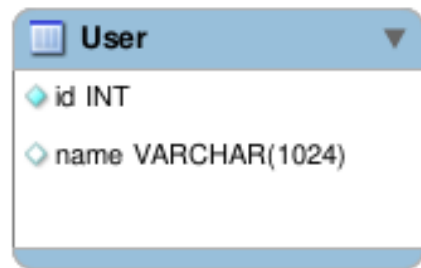 User
id INT
name VARCHAR(1024)